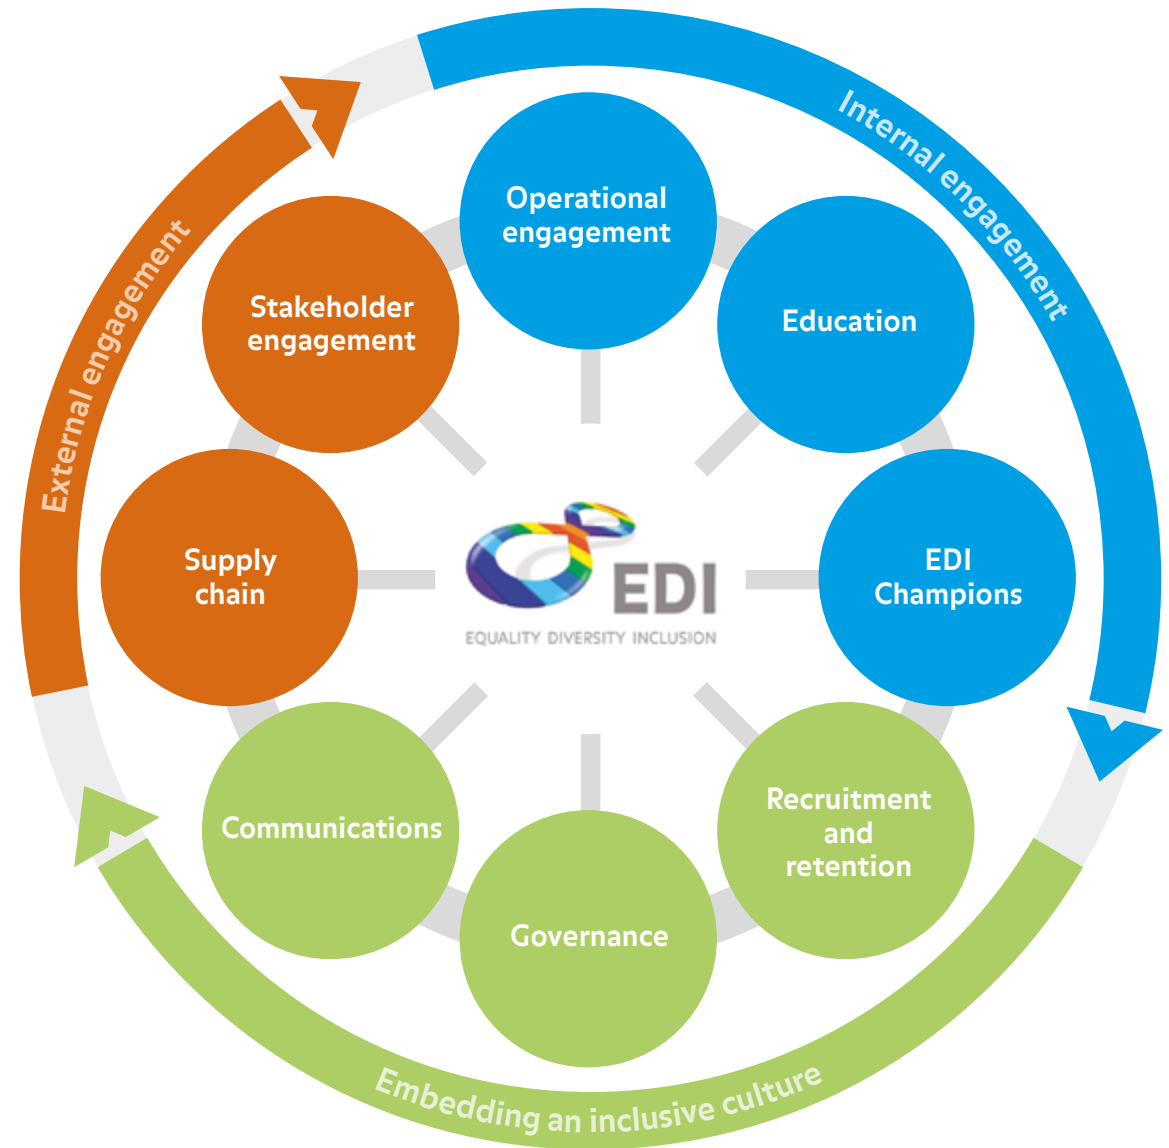 Internal engagement
Operational
engagement
Education
EDI
Champions
Recruitment
and
retention
Governance
Communications
Supply
chain
Stakeholder
engagement
External engagement
Embedding an inclusive culture
EDI
EQUALITY DIVERSITY INCLUSION